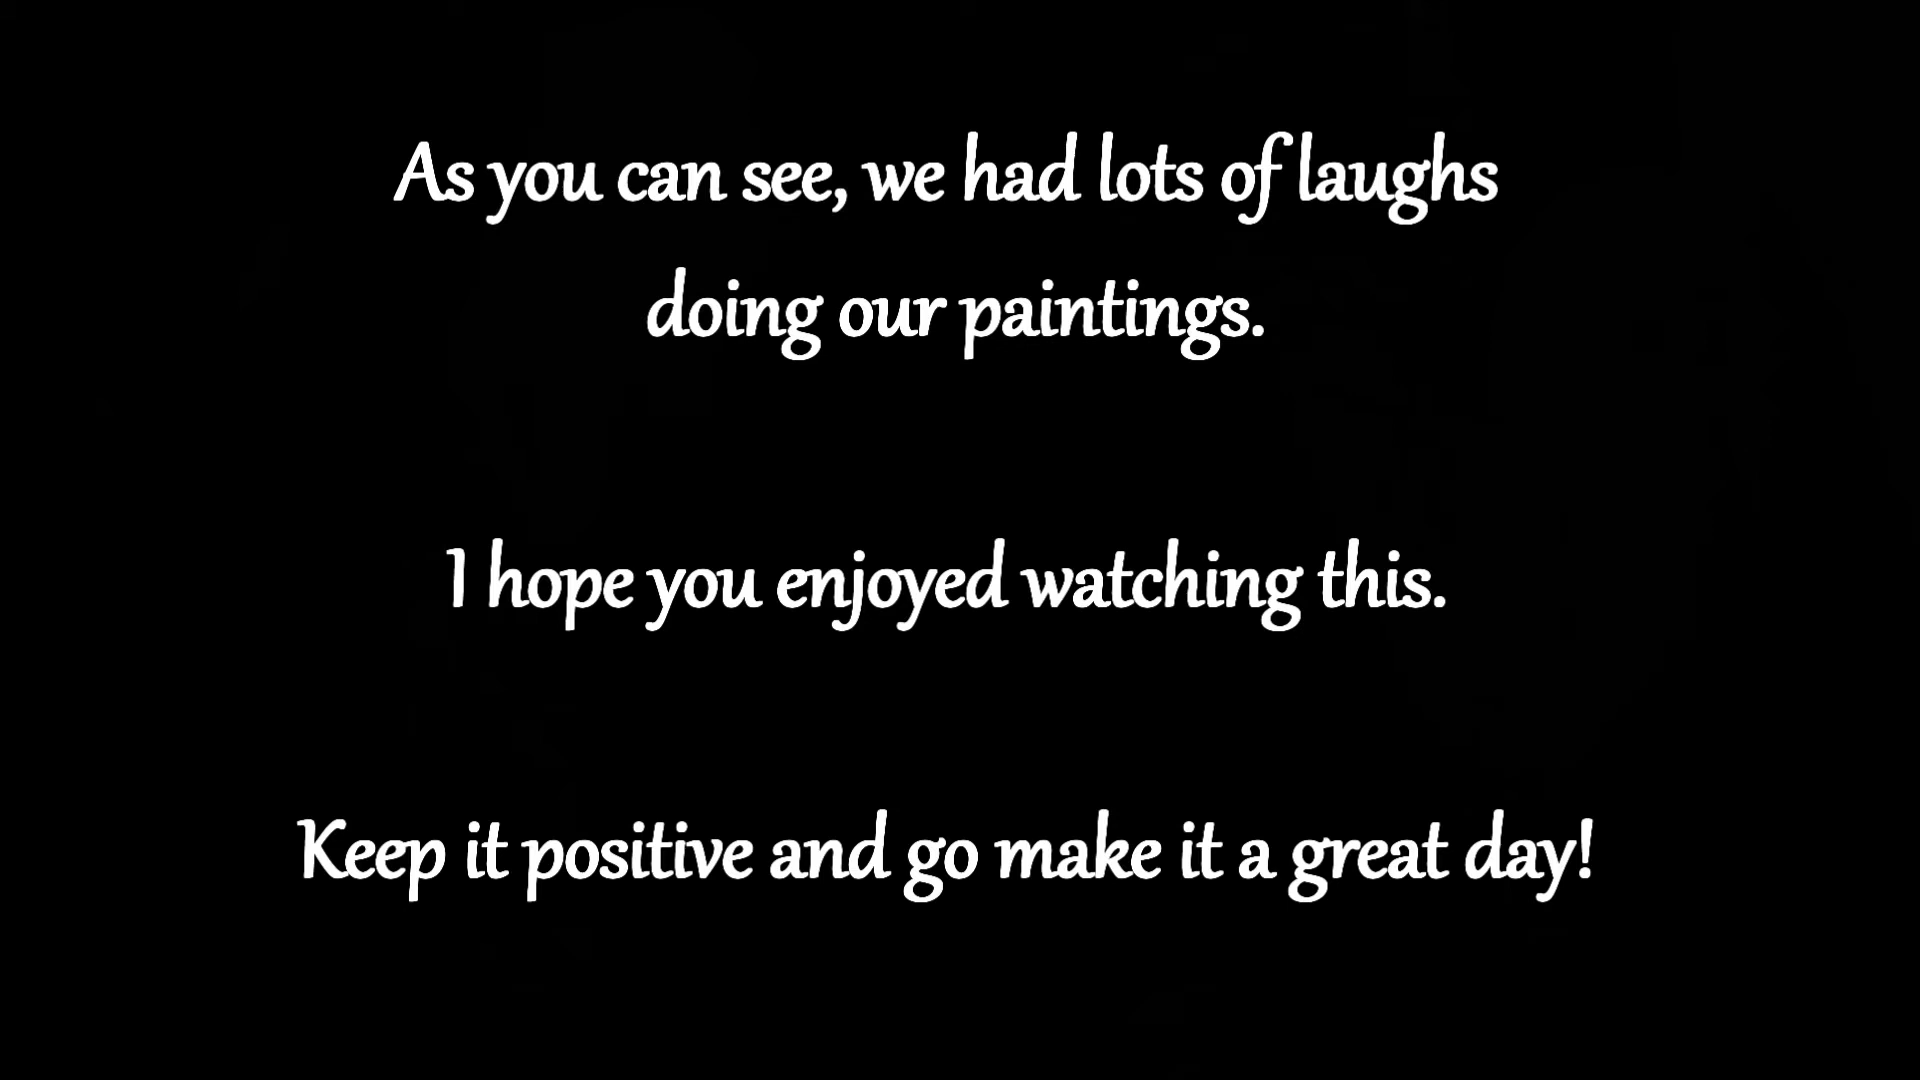 As you can see, we had lots of laughs
doing our paintings.
I hope you enjoyed watching this.
Keep it positive and go make it a great day!